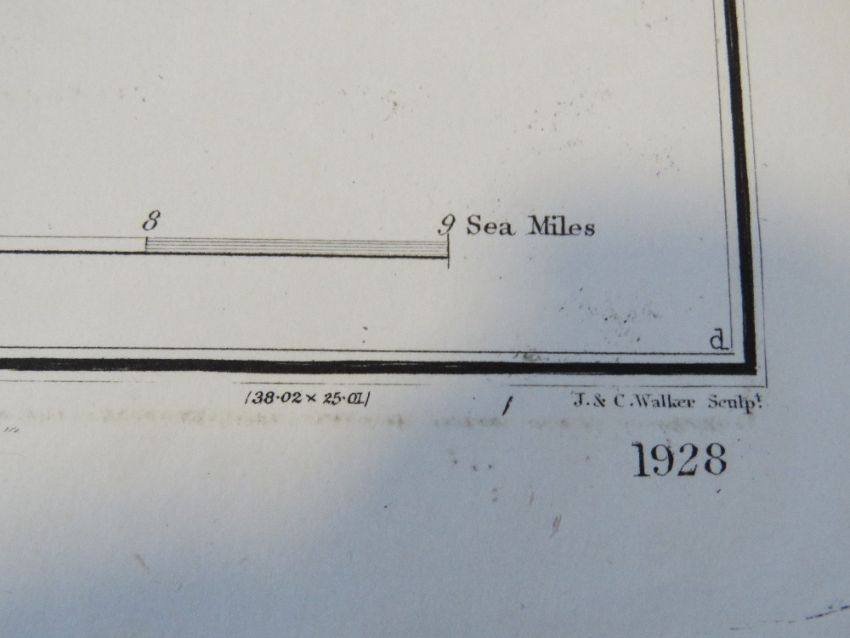 8
9 Sea Miles
d
(38·02 × 25·01)
J. & C. Walker Sculpt.
1928